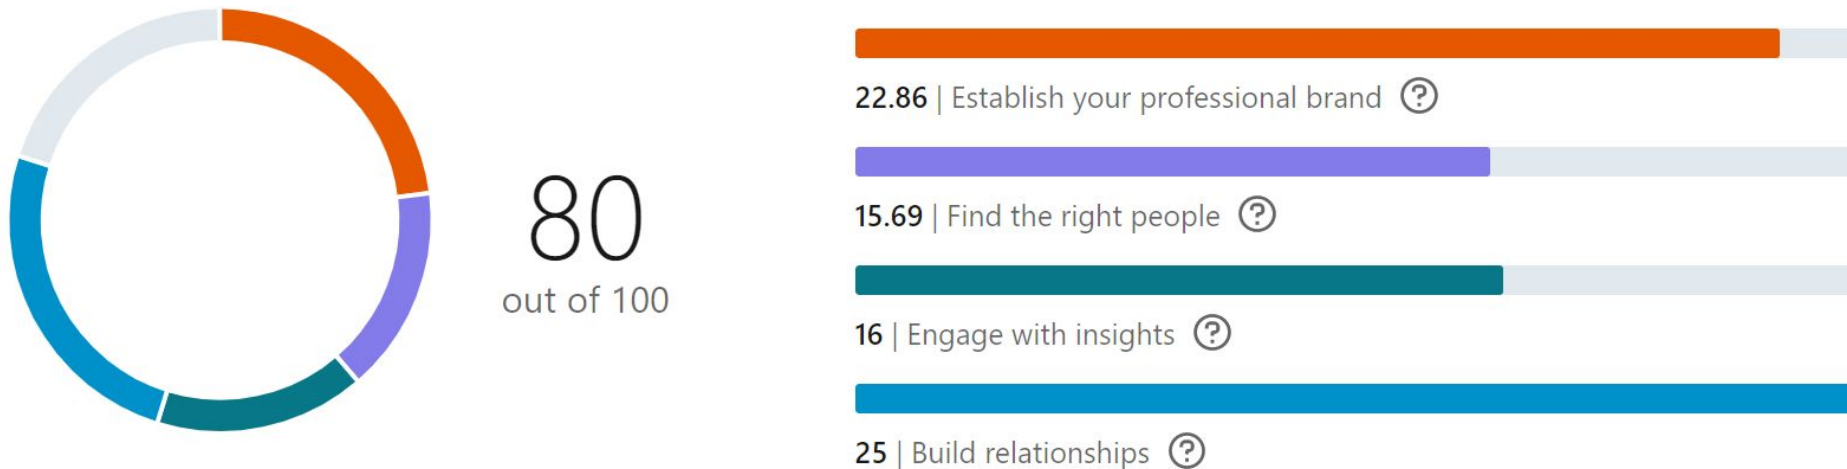 80
out of 100
22.86 | Establish your professional brand ?
15.69 | Find the right people ?
16 | Engage with insights ?
25 | Build relationships ?